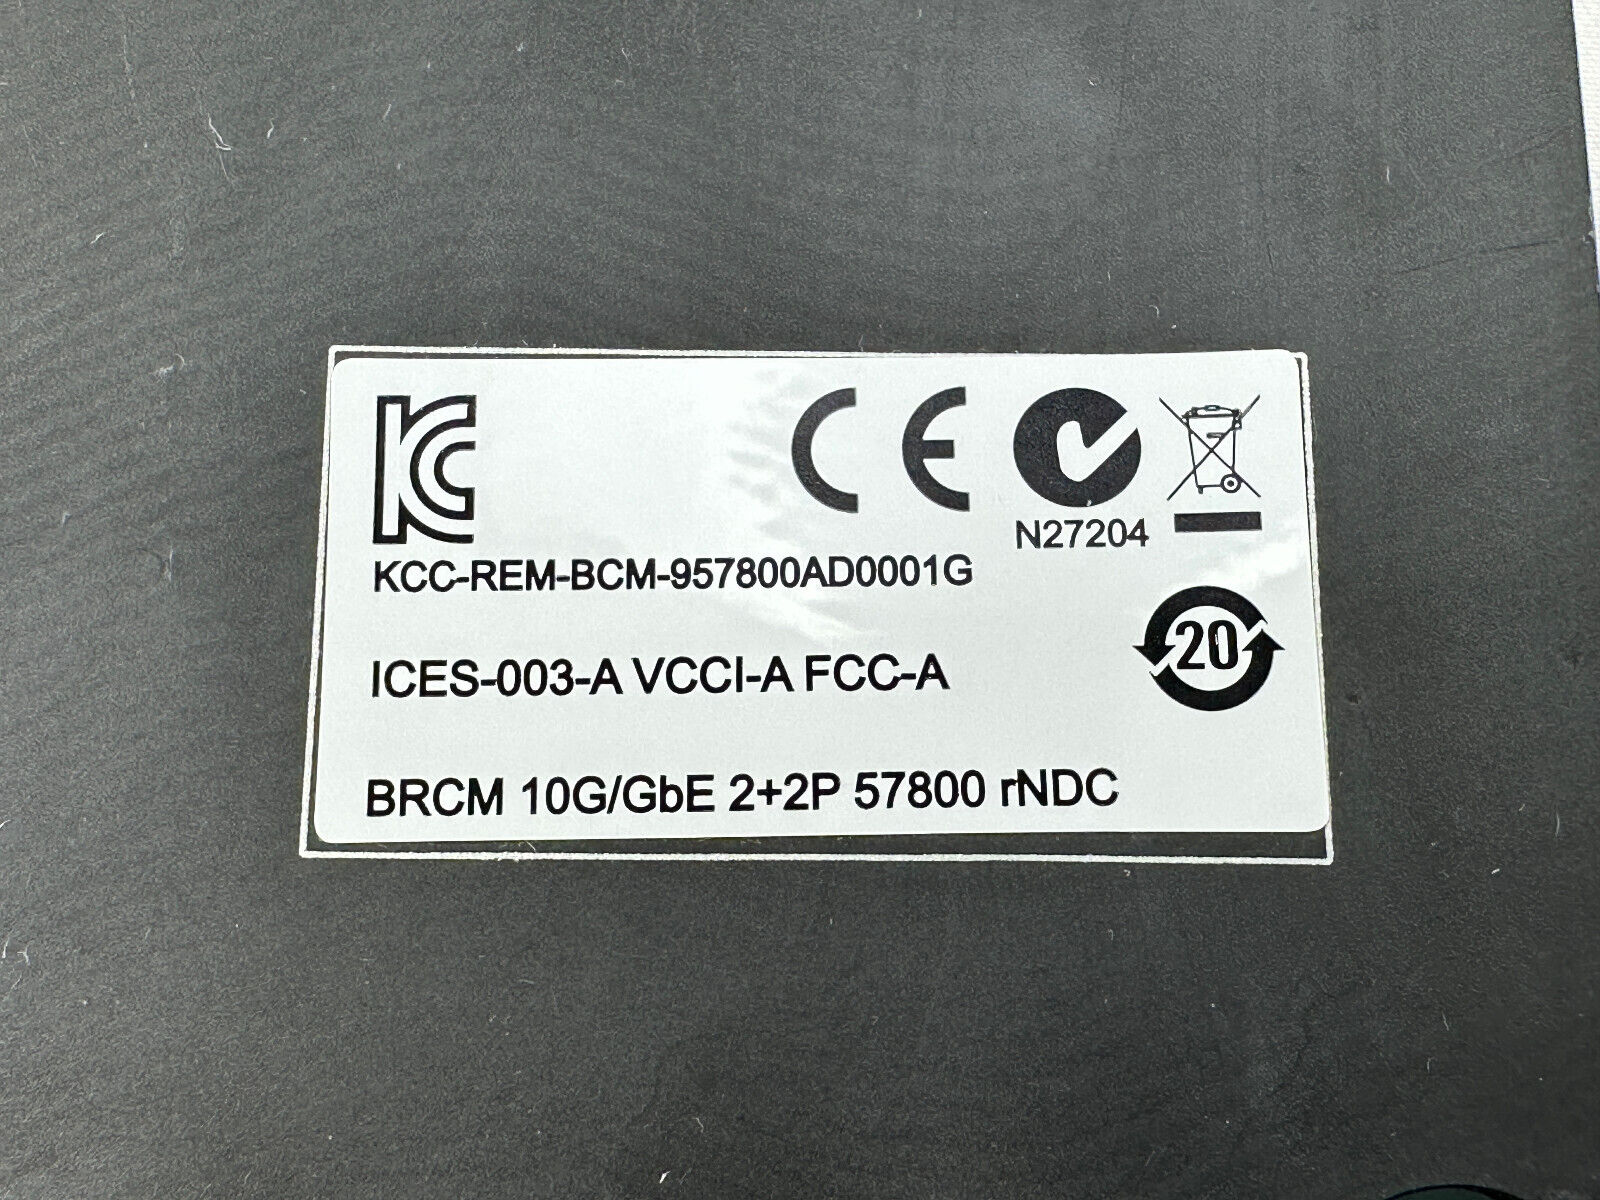 KC
CE
N27204
KCC-REM-BCM-957800AD0001G
20
ICES-003-A VCCI-A FCC-A
BRCM 10G/GbE 2+2P 57800 rNDC